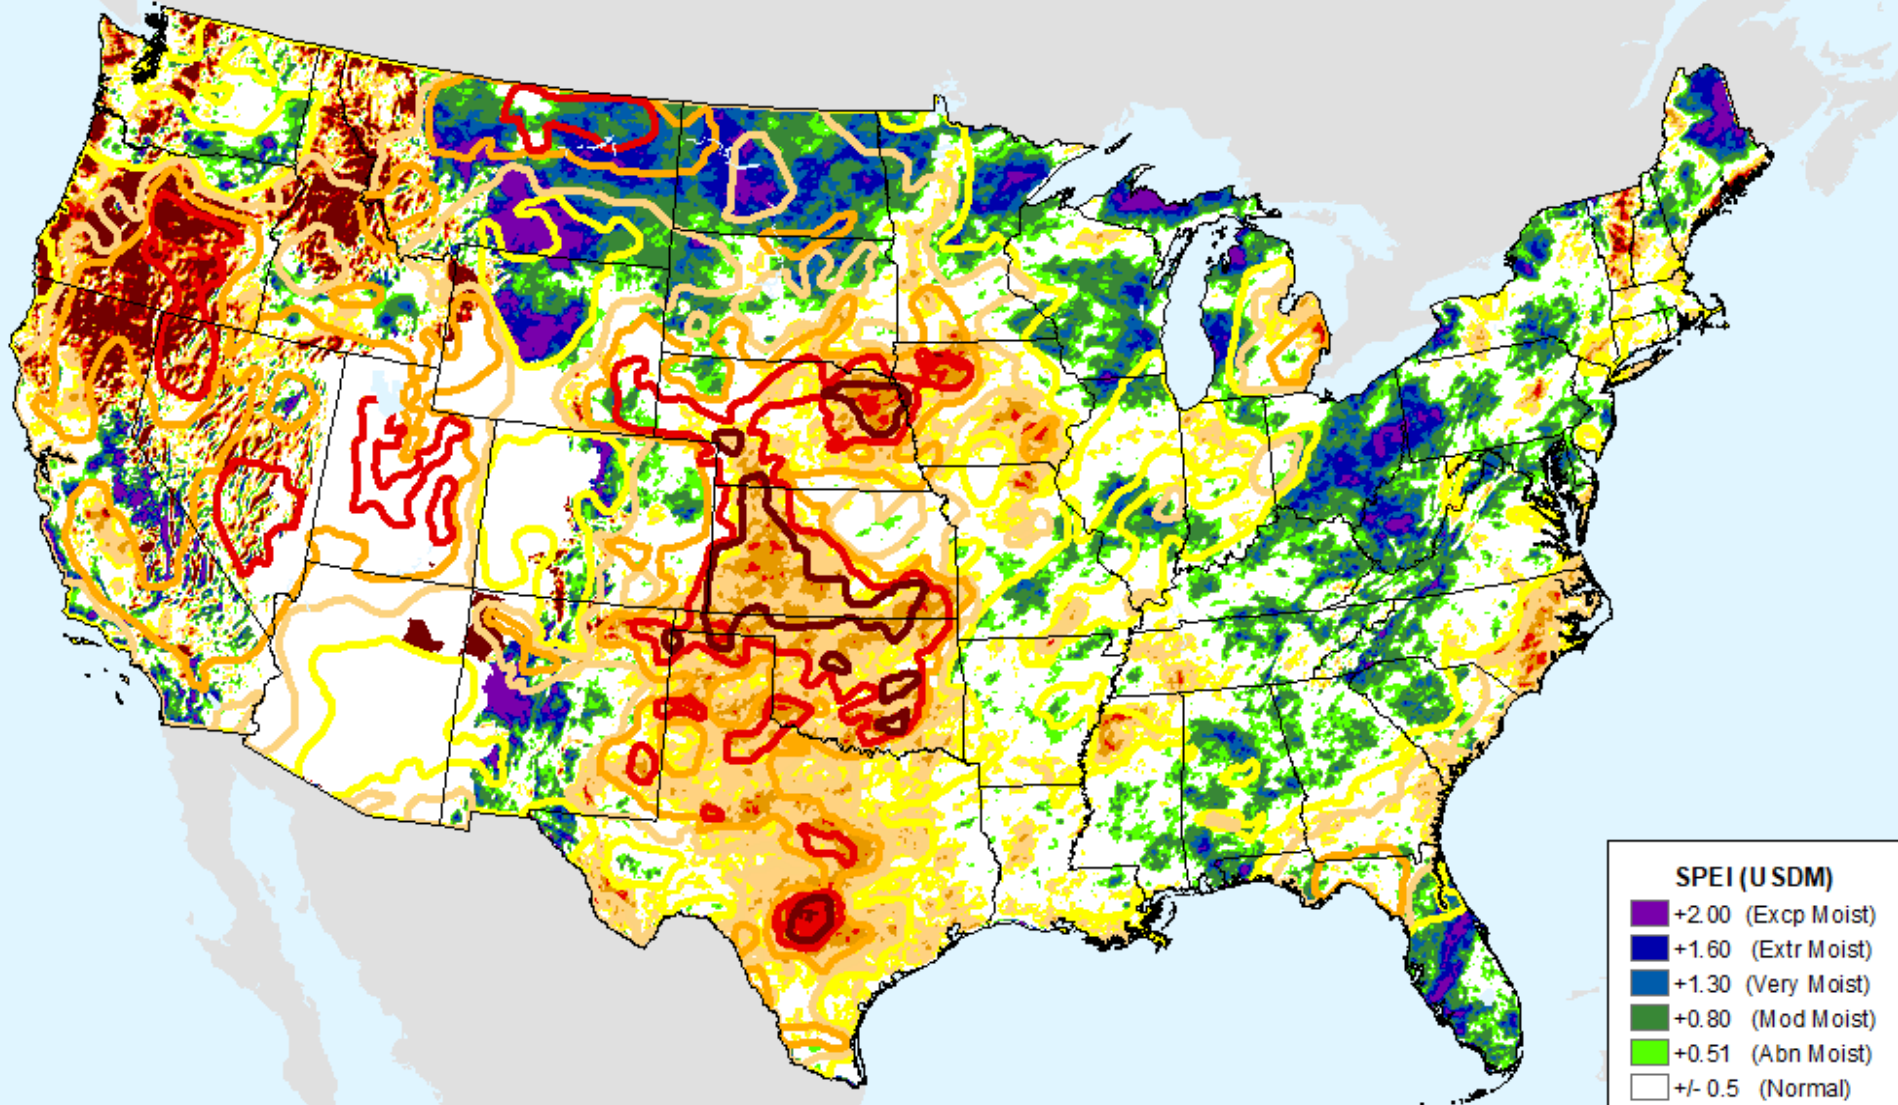 SPEI (USDM)
+2.00 (Excp Moist)
+1.60 (Extr Moist)
+1.30 (Very Moist)
+0.80 (Mod Moist)
+0.51 (Abn Moist)
+/- 0.5 (Normal)